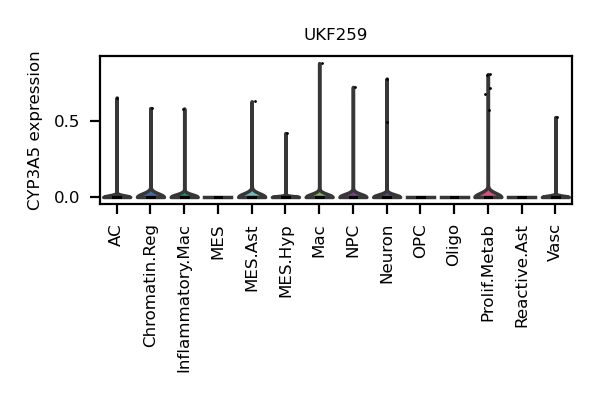 UKF259
CYP3A5 expression
0.5
0.0
AC
Chromatin.Reg
Inflammatory.Mac
MES
MES.Ast
MES.Hyp
Mac
NPC
Neuron
OPC
Oligo
Prolif.Metab
Reactive.Ast
Vasc